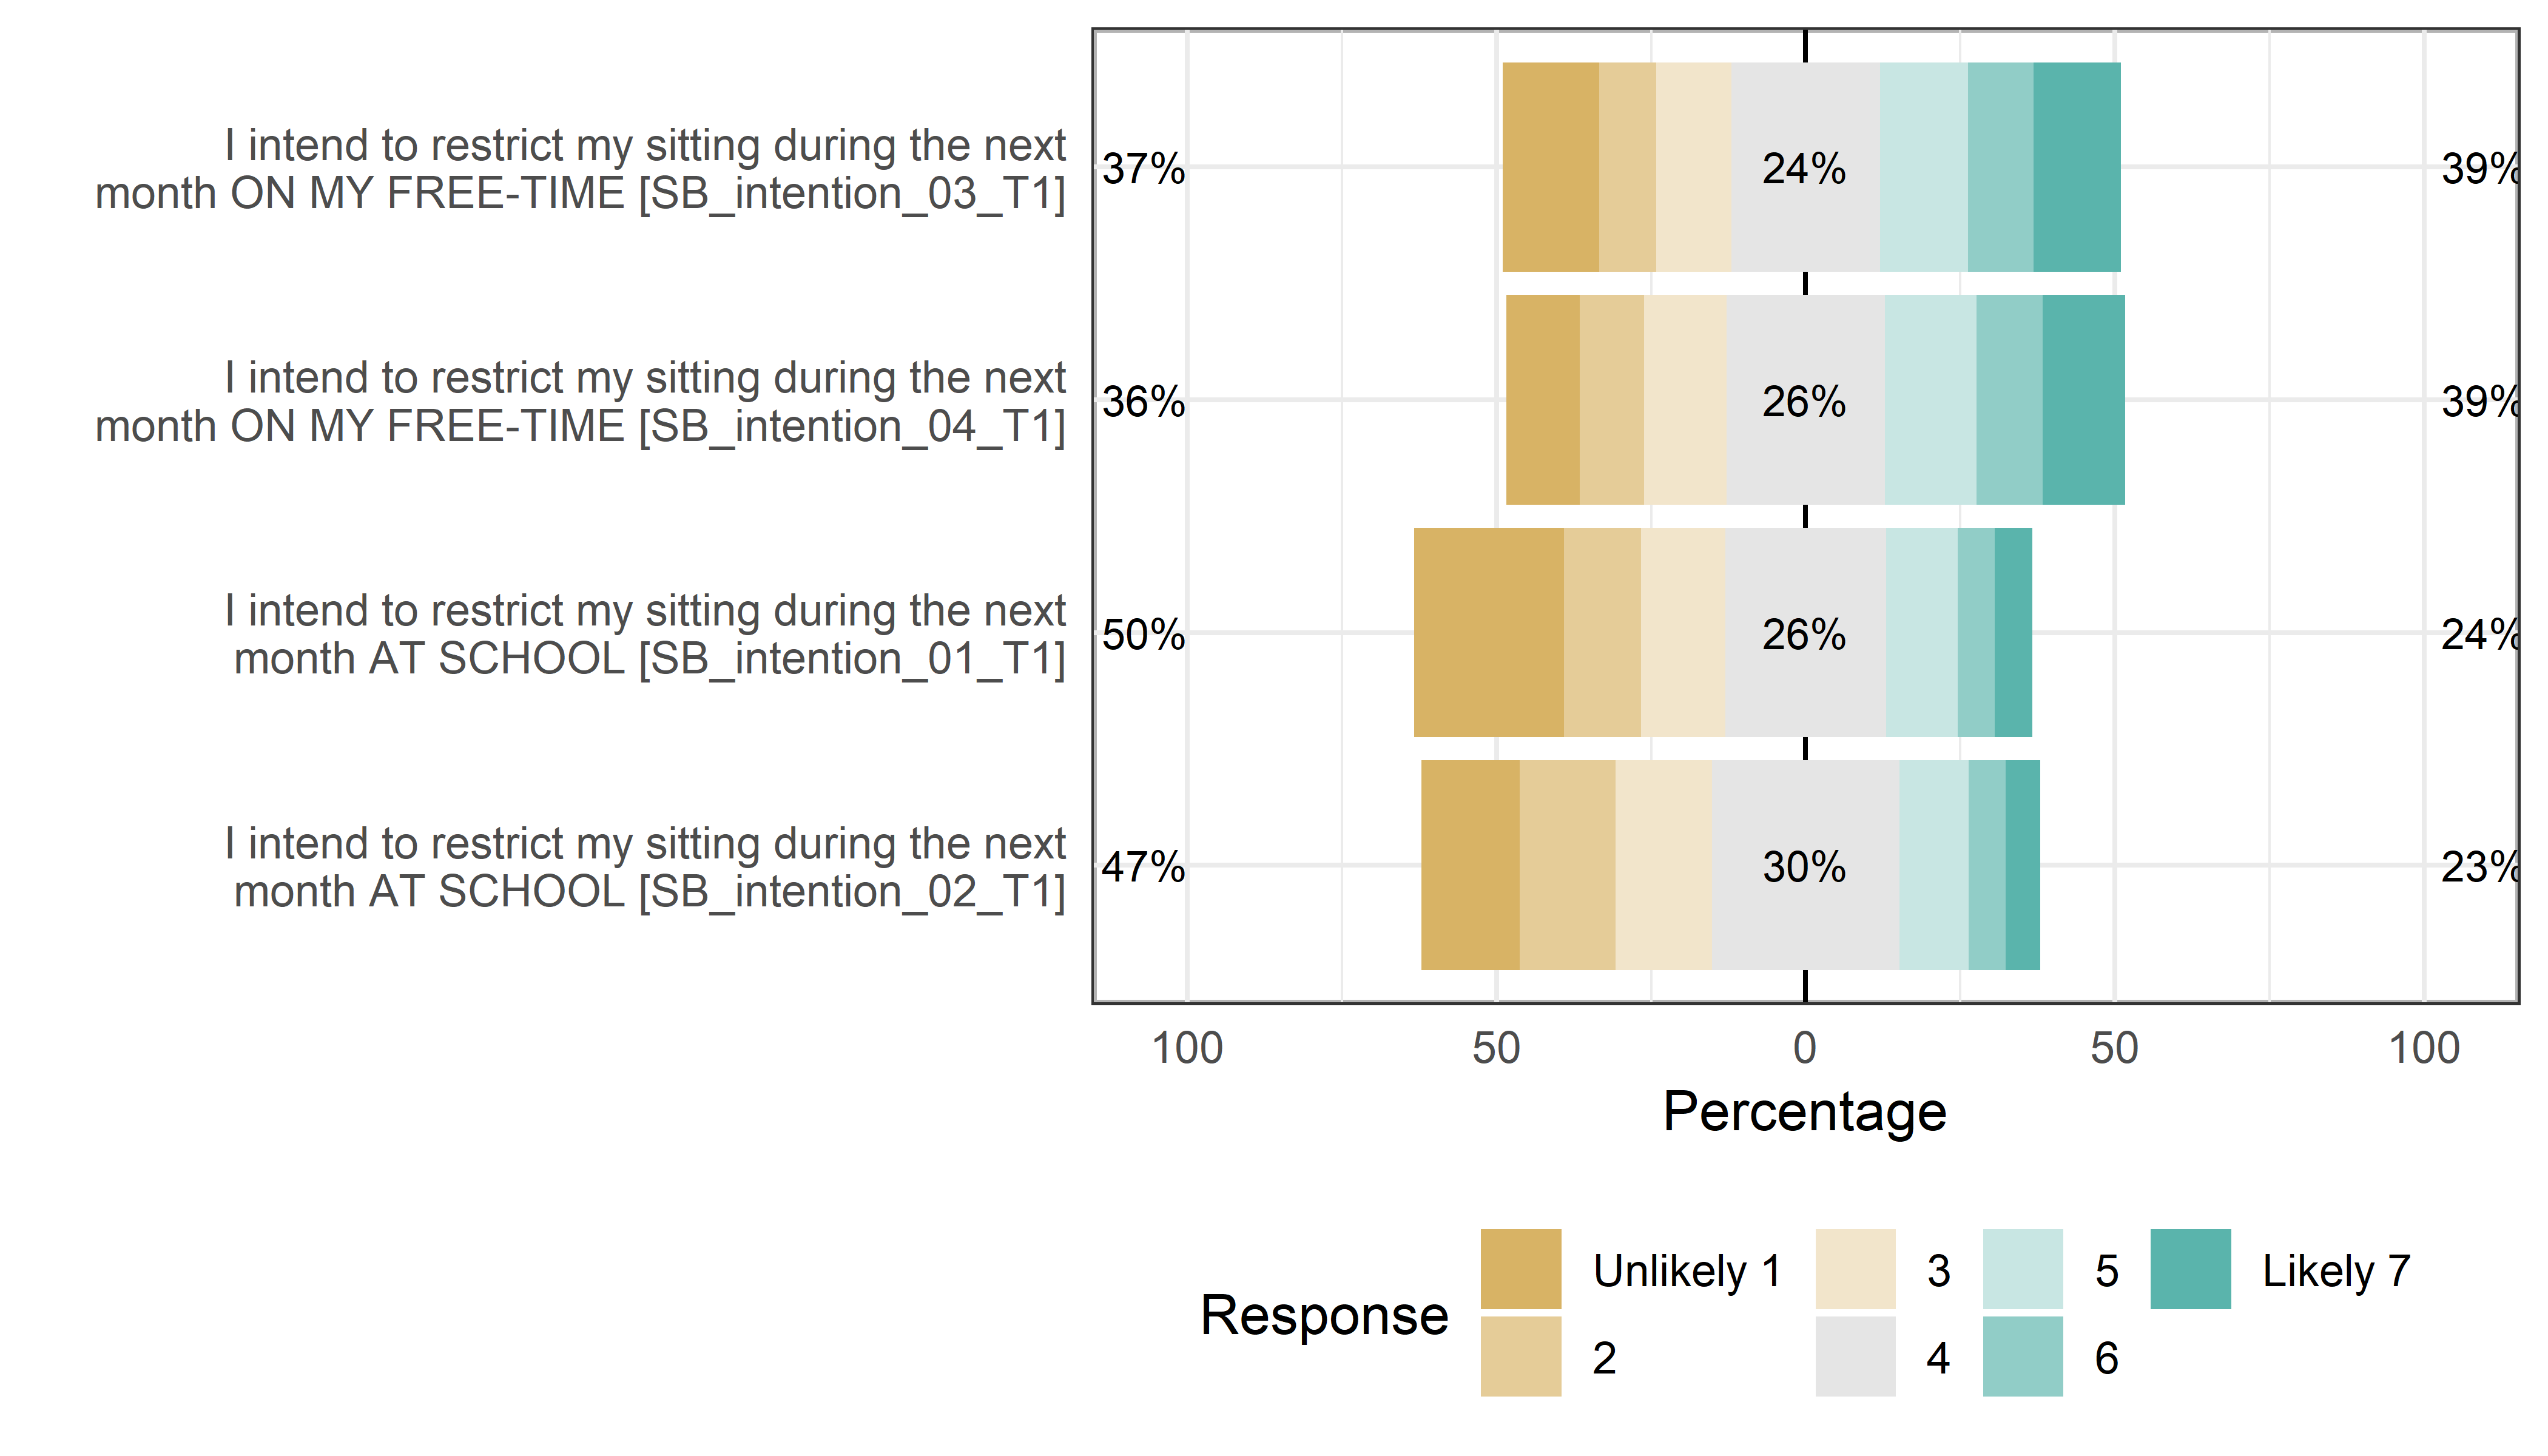 I intend to restrict my sitting during the next
month ON MY FREE-TIME [SB_intention_03_T1]
37%
24%
39%
I intend to restrict my sitting during the next
month ON MY FREE-TIME [SB_intention_04_T1]
36%
26%
39%
I intend to restrict my sitting during the next
month AT SCHOOL [SB_intention_01_T1]
50%
26%
24%
I intend to restrict my sitting during the next
month AT SCHOOL [SB_intention_02_T1]
47%
30%
23%
100 50 0 50 100
Percentage
Response
Unlikely 1 3 5 Likely 7
2 4 6